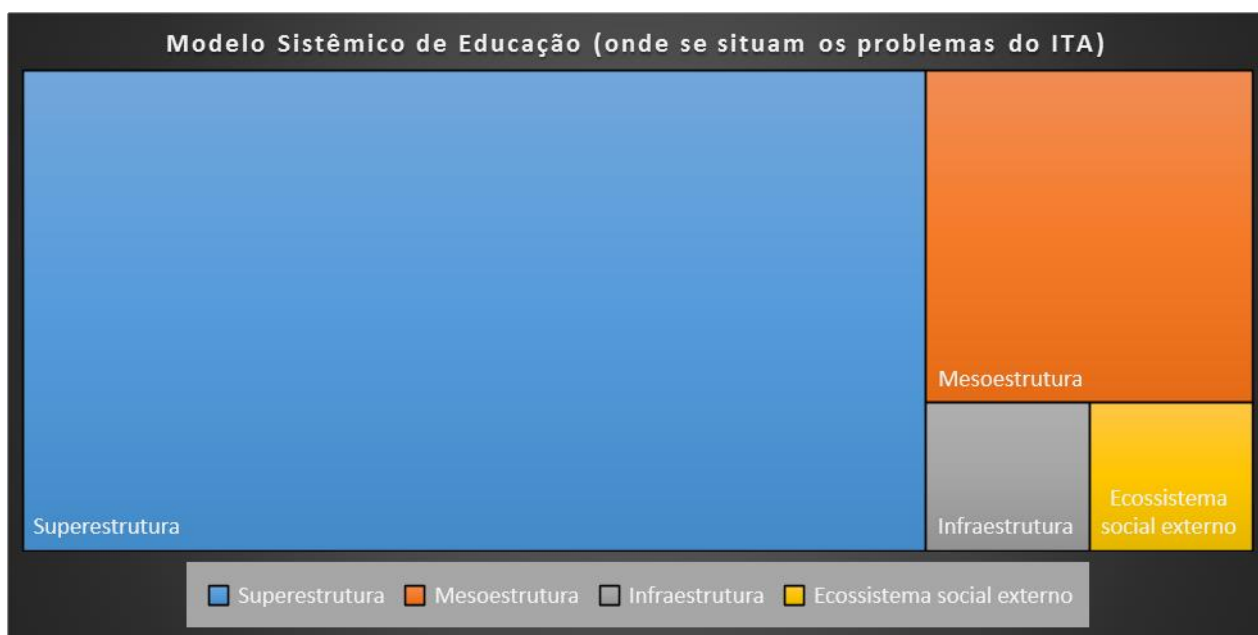 Modelo Sistêmico de Educação (onde se situam os problemas do ITA)
Mesoestrutura
Superestrutura
Infraestrutura
Ecossistema
social externo
Superestrutura Mesoestrutura Infraestrutura Ecossistema social externo